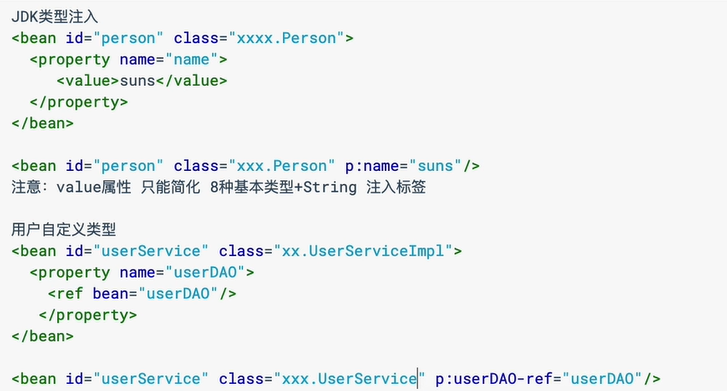 JDK类型注入
<bean id="person" class="xxxx.Person">
  <property name="name">
     <value>suns</value>
  </property>
</bean>

<bean id="person" class="xxx.Person" p:name="suns"/>
注意：value属性 只能简化 8种基本类型+String 注入标签

用户自定义类型
<bean id="userService" class="xx.UserServiceImpl">
  <property name="userDAO">
    <ref bean="userDAO"/>
   </property>
</bean>

<bean id="userService" class="xxx.UserService" p:userDAO-ref="userDAO"/>